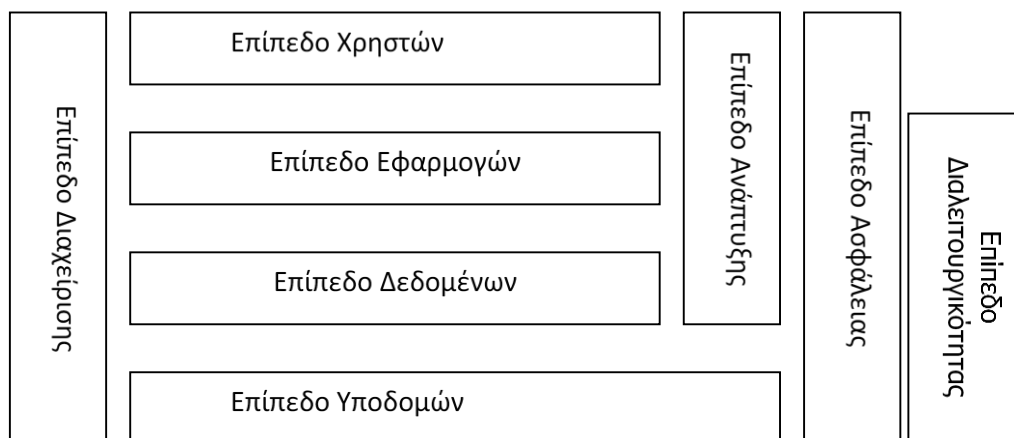 Επίπεδο Διαχείρισης
Επίπεδο Χρηστών
Επίπεδο Εφαρμογών
Επίπεδο Δεδομένων
Επίπεδο Υποδομών
Επίπεδο Ανάπτυξης
Επίπεδο Ασφάλειας
Επίπεδο
Διαλειτουργικότητας